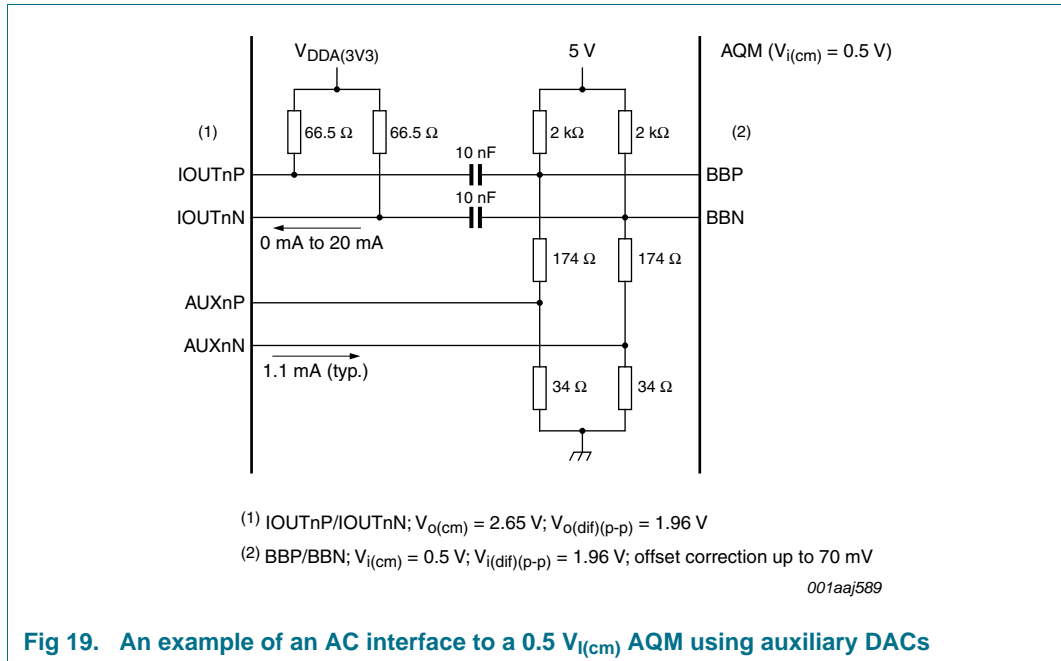 V_DDA(3V3)
5 V
AQM (V_i(cm) = 0.5 V)
(1)
66.5 Ω
66.5 Ω
2 kΩ
2 kΩ
(2)
10 nF
IOUTnP
BBP
10 nF
IOUTnN
BBN
0 mA to 20 mA
174 Ω
174 Ω
AUXnP
AUXnN
1.1 mA (typ.)
34 Ω
34 Ω
(1) IOUTnP/IOUTnN; V_o(cm) = 2.65 V; V_o(dif)(p-p) = 1.96 V
(2) BBP/BBN; V_i(cm) = 0.5 V; V_i(dif)(p-p) = 1.96 V; offset correction up to 70 mV
001aaj589
Fig 19. An example of an AC interface to a 0.5 V_I(cm) AQM using auxiliary DACs